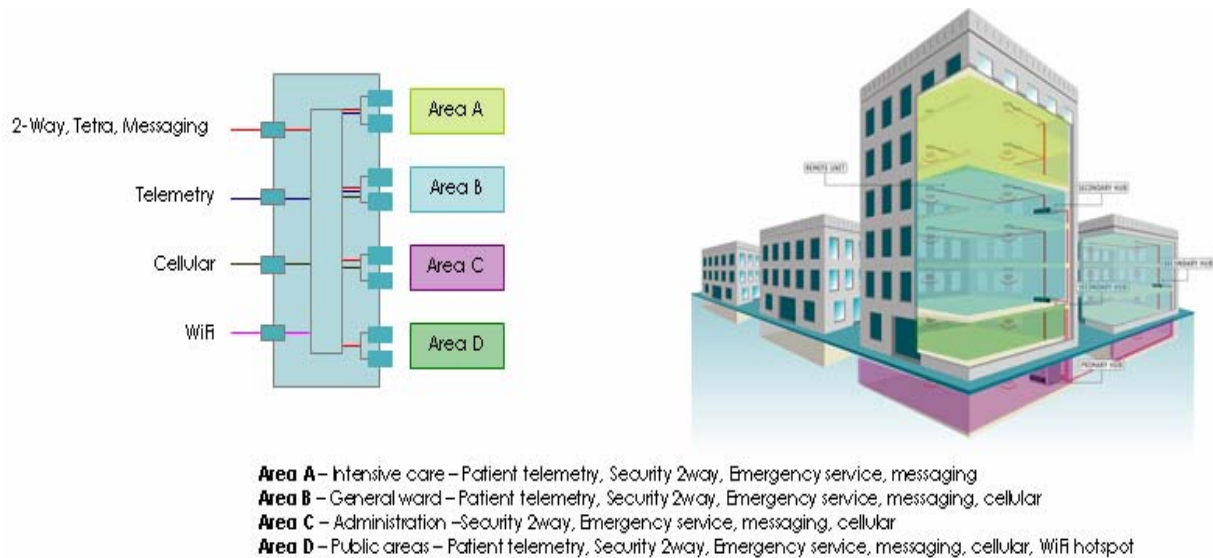 2-Way, Tetra, Messaging
Telemetry
Cellular
WiFi
Area A
Area B
Area C
Area D
REMOTE UNIT
SECONDARY HUB
SECONDARY HUB
SECONDARY HUB
PRIMARY HUB
Area A – Intensive care – Patient telemetry, Security 2way, Emergency service, messaging
Area B – General ward – Patient telemetry, Security 2way, Emergency service, messaging, cellular
Area C – Administration –Security 2way, Emergency service, messaging, cellular
Area D – Public areas – Patient telemetry, Security 2way, Emergency service, messaging, cellular, WiFi hotspot